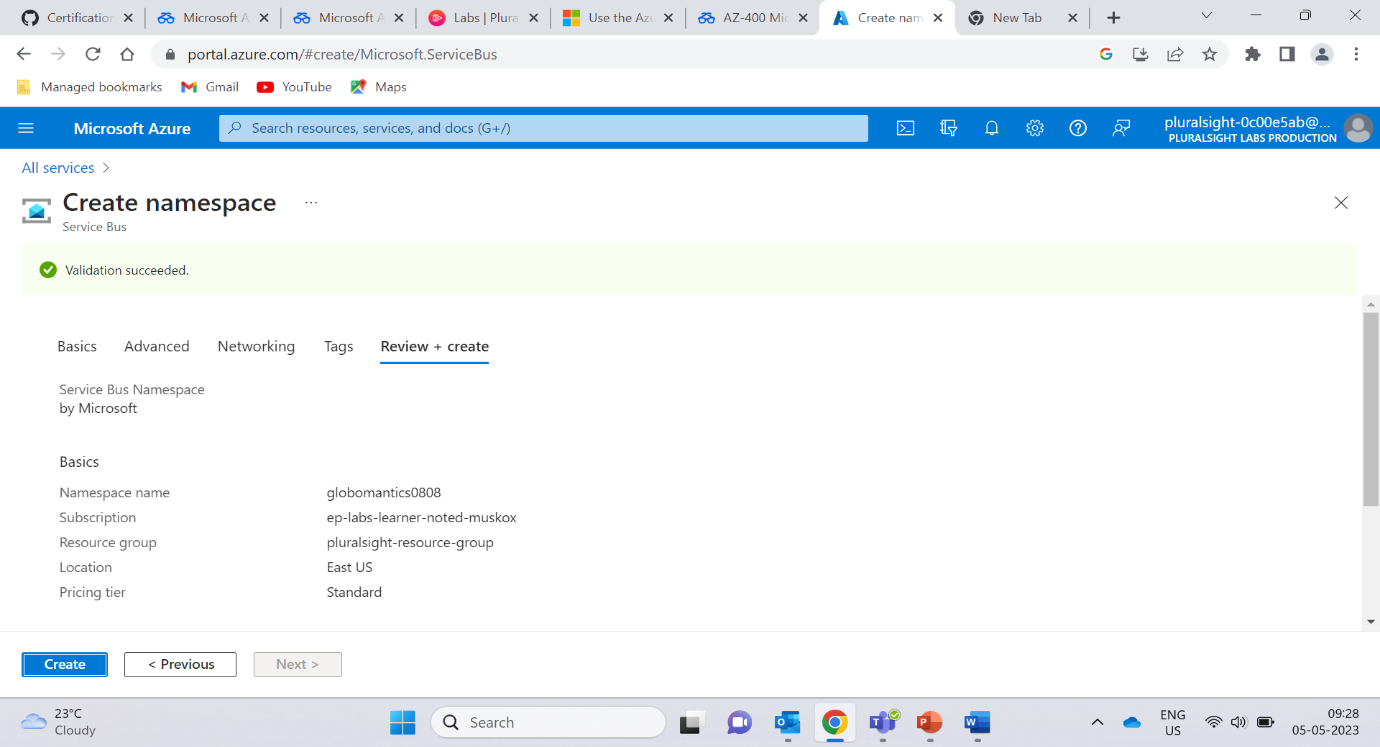 Certification
Microsoft A
Microsoft A
Labs | Plura
Use the Azu
AZ-400 Mic
Create nam
New Tab
portal.azure.com/#create/Microsoft.ServiceBus
Managed bookmarks Gmail YouTube Maps
Microsoft Azure
Search resources, services, and docs (G+/)
pluralsight-0c00e5ab@...
PLURALSIGHT LABS PRODUCTION
All services >
Create namespace ...
Service Bus
Validation succeeded.
Basics Advanced Networking Tags Review + create
Service Bus Namespace
by Microsoft
Basics
Namespace name globomantics0808
Subscription ep-labs-learner-noted-muskox
Resource group pluralsight-resource-group
Location East US
Pricing tier Standard
Create < Previous Next >
23°C
Cloudy
Search
ENG
US
09:28
05-05-2023